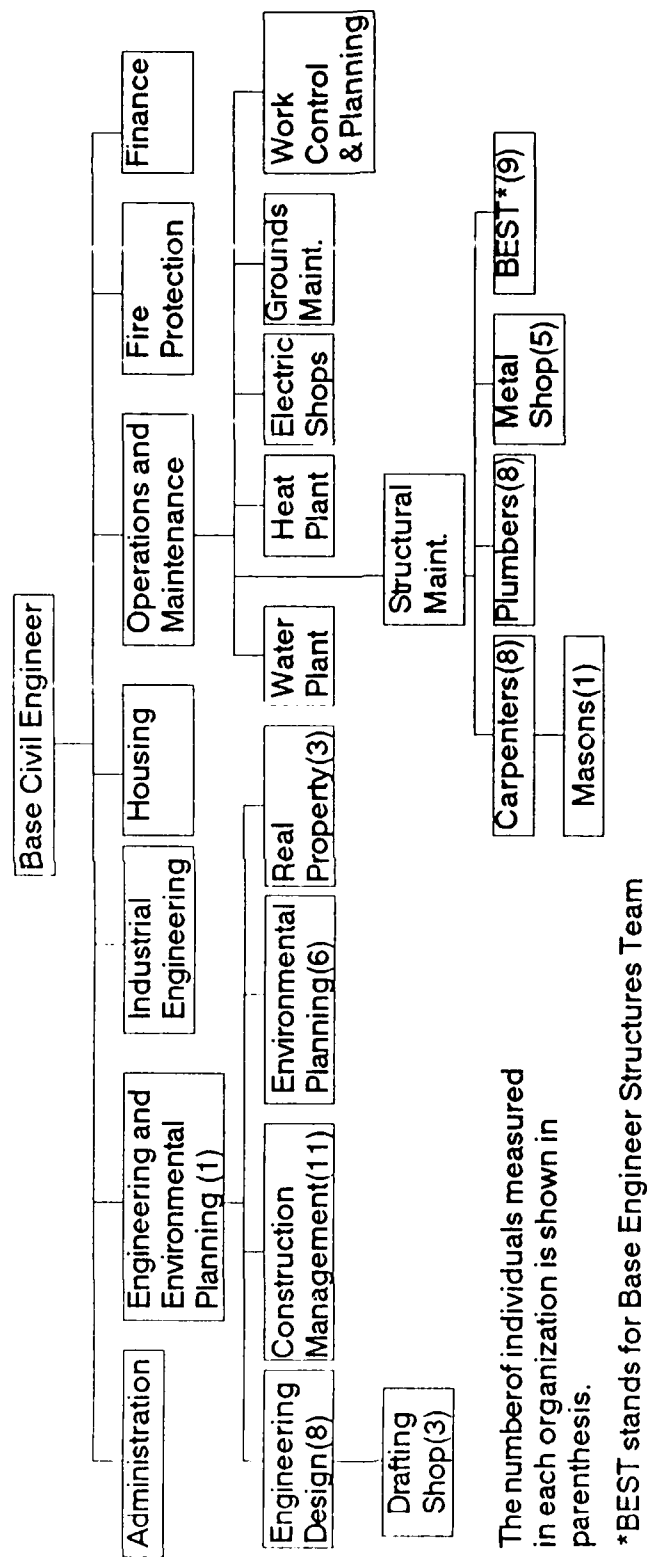 Base Civil Engineer
Administration
Engineering and
Environmental
Planning (1)
Industrial
Engineering
Housing
Operations and
Maintenance
Fire
Protection
Finance
Engineering
Design(8)
Construction
Management(11)
Environmental
Planning(6)
Real
Property(3)
Water
Plant
Heat
Plant
Electric
Shops
Grounds
Maint.
Work
Control
& Planning
Drafting
Shop(3)
Structural
Maint.
Carpenters(8)
Plumbers(8)
Metal
Shop(5)
BEST*(9)
Masons(1)
The numberof individuals measured
in each organization is shown in
parenthesis.
*BEST stands for Base Engineer Structures Team